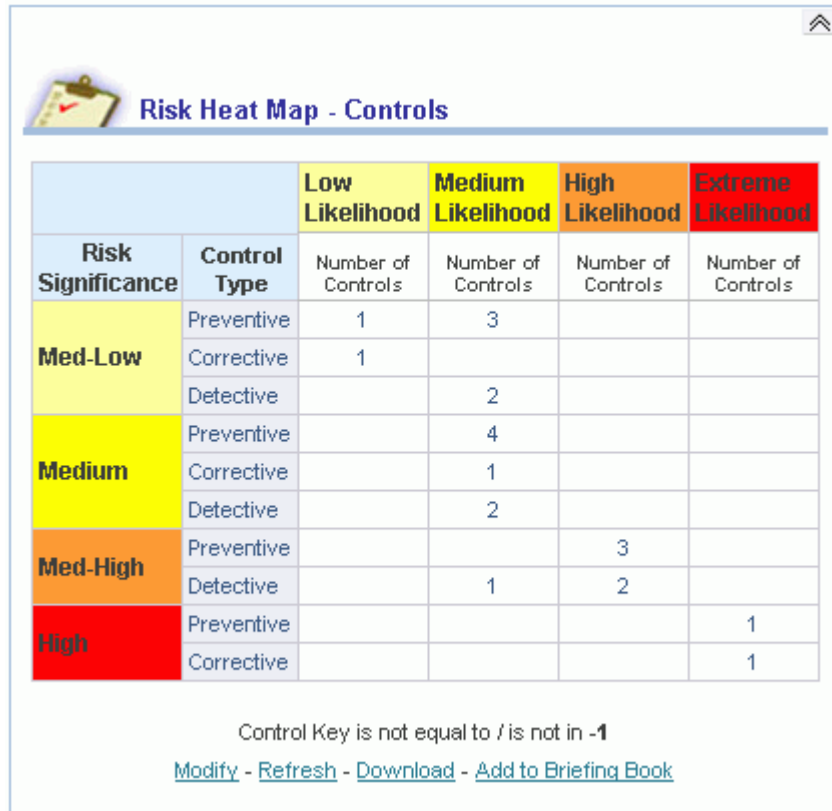 Risk Heat Map - Controls
Low Likelihood Medium Likelihood High Likelihood Extreme Likelihood
Risk Significance Control Type Number of Controls Number of Controls Number of Controls Number of Controls
Med-Low Preventive 1 3
Corrective 1
Detective 2
Medium Preventive 4
Corrective 1
Detective 2
Med-High Preventive 3
Detective 1 2
High Preventive 1
Corrective 1
Control Key is not equal to / is not in -1
Modify - Refresh - Download - Add to Briefing Book